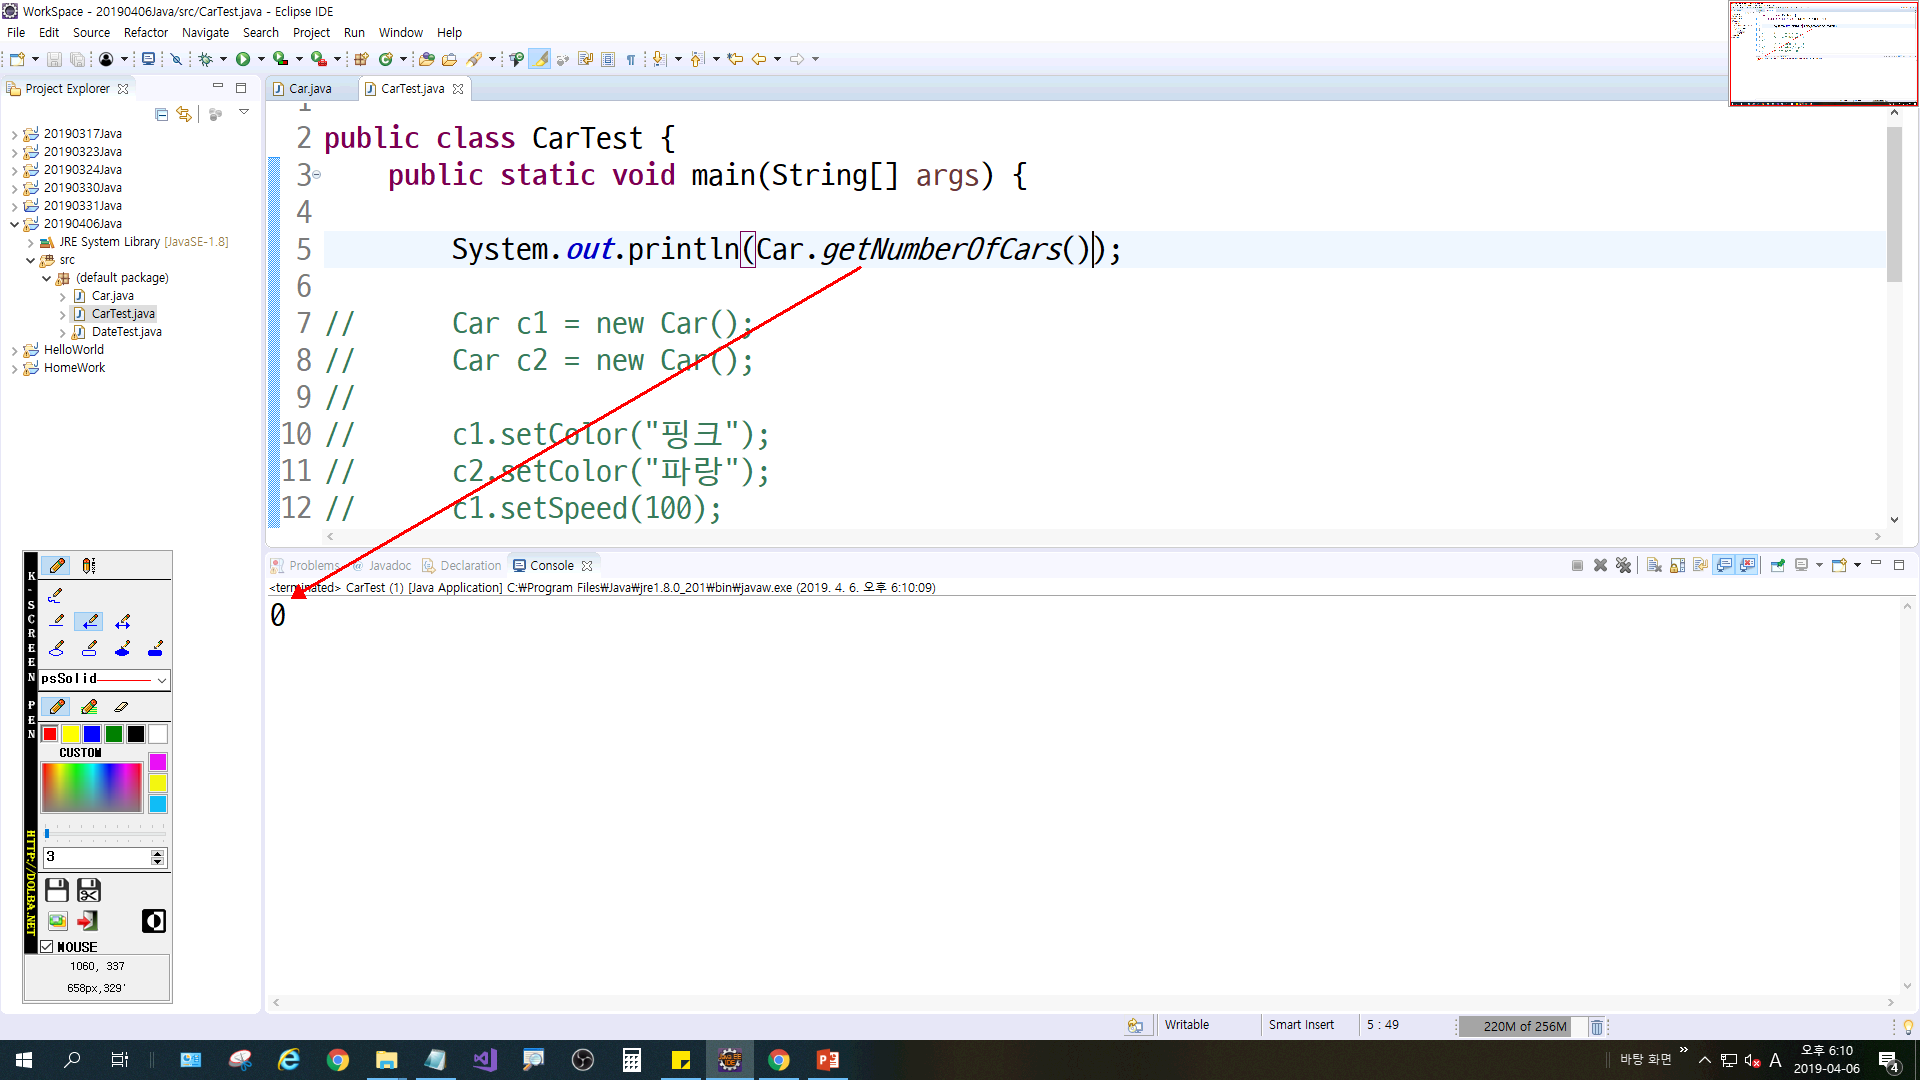 WorkSpace - 20190406Java/src/CarTest.java - Eclipse IDE
File Edit Source Refactor Navigate Search Project Run Window Help
Project Explorer
20190317Java
20190323Java
20190324Java
20190330Java
20190331Java
20190406Java
JRE System Library [JavaSE-1.8]
src
(default package)
Car.java
CarTest.java
DateTest.java
HelloWorld
HomeWork
Car.java CarTest.java
1
2 public class CarTest {
3 public static void main(String[] args) {
4
5 System.out.println(Car.getNumberOfCars());
6
7 // Car c1 = new Car();
8 // Car c2 = new Car();
9 //
10 // c1.setColor("핑크");
11 // c2.setColor("파랑");
12 // c1.setSpeed(100);
Problems @ Javadoc Declaration Console
<terminated> CarTest (1) [Java Application] C:₩Program Files₩Java₩jre1.8.0_201₩bin₩javaw.exe (2019. 4. 6. 오후 6:10:09)
0
K-SCREEN PEN
HTTP://DOLBA.NET
psSolid
CUSTOM
3
MOUSE
1060, 337
658px,329'
Writable Smart Insert 5 : 49 220M of 256M
바탕 화면 » A 오후 6:10
2019-04-06
4